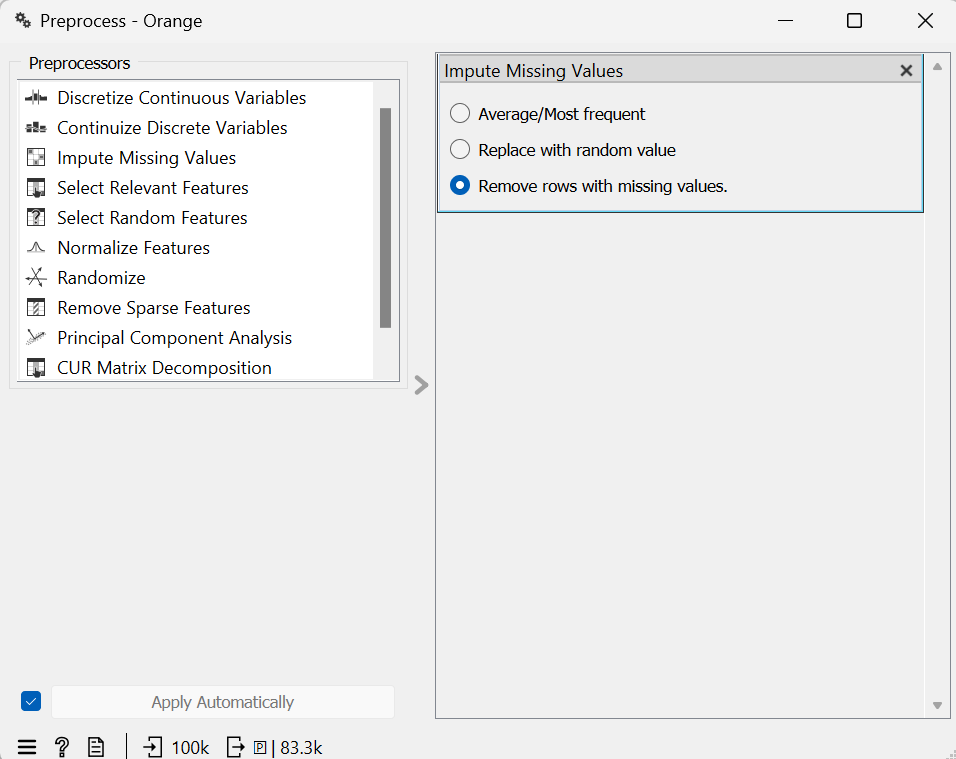 Preprocess - Orange
Preprocessors
Discretize Continuous Variables
Continuize Discrete Variables
Impute Missing Values
Select Relevant Features
Select Random Features
Normalize Features
Randomize
Remove Sparse Features
Principal Component Analysis
CUR Matrix Decomposition
Impute Missing Values
Average/Most frequent
Replace with random value
Remove rows with missing values.
Apply Automatically
100k P | 83.3k